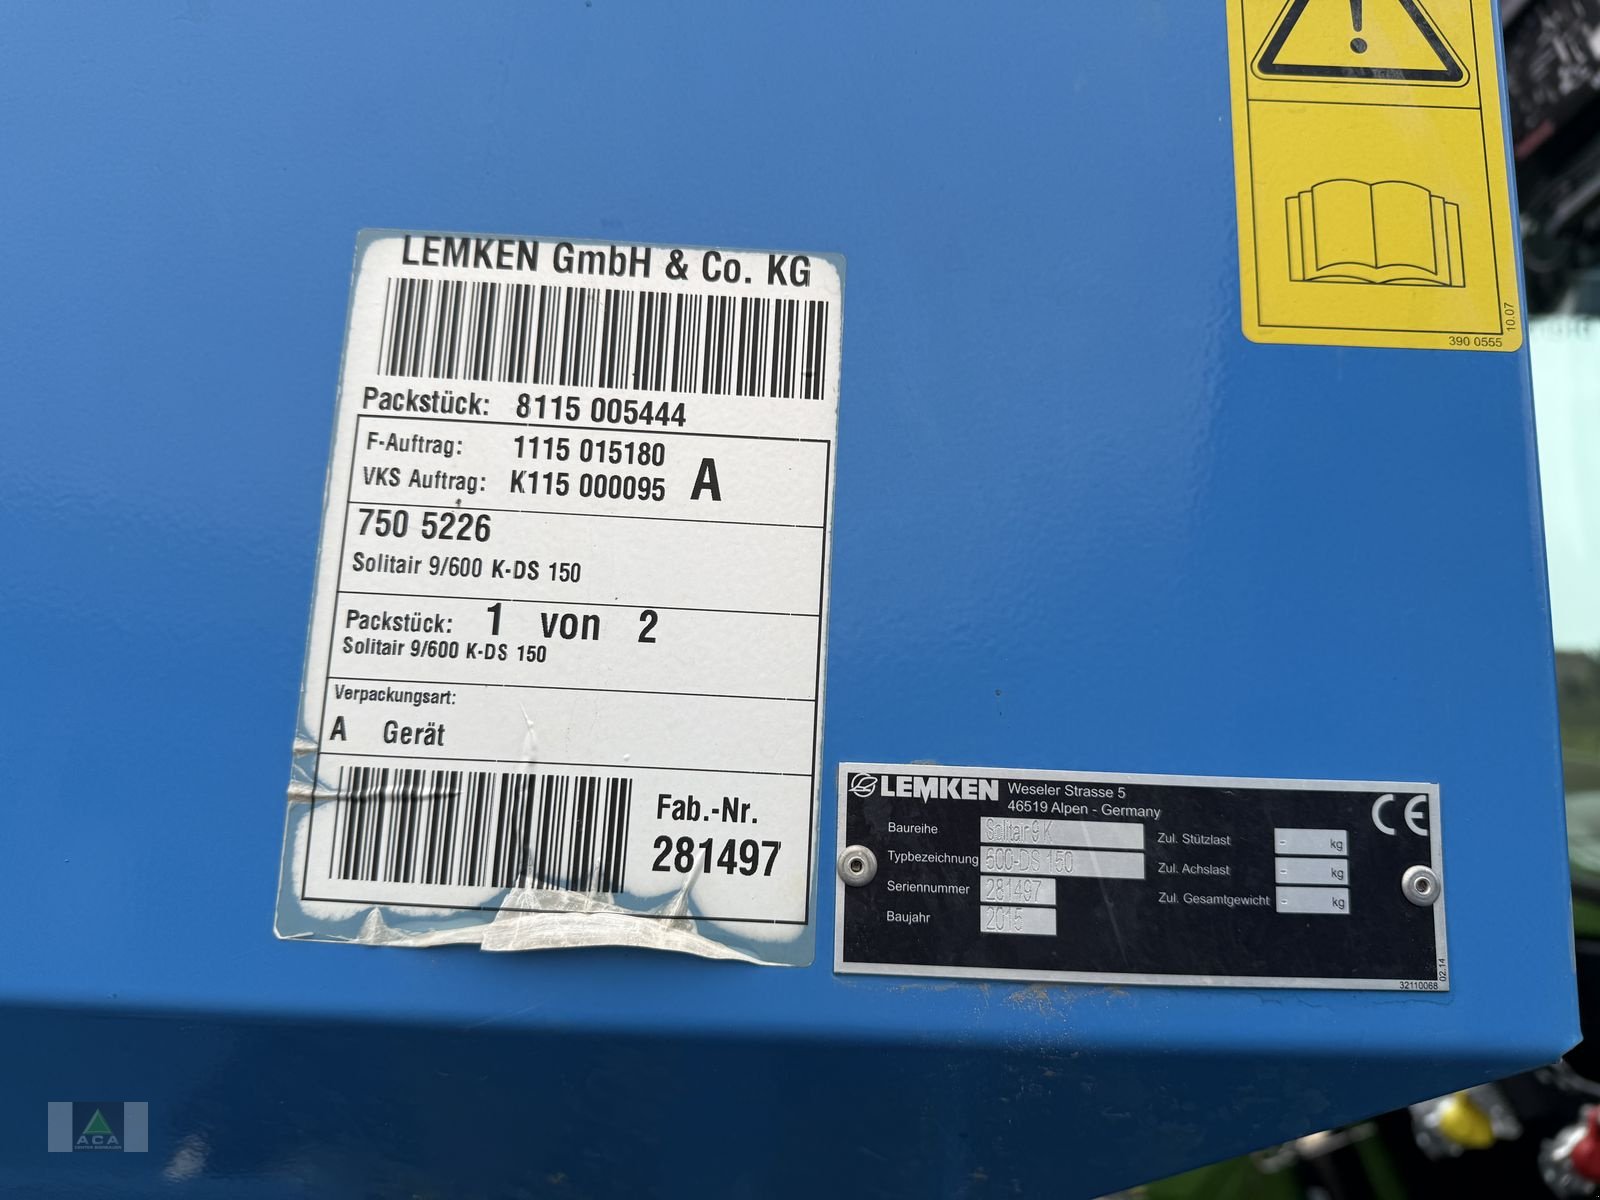 LEMKEN GmbH & Co. KG
Packstück: 8115 005444
F-Auftrag: 1115 015180
VKS Auftrag: K115 000095 A
750 5226
Solitair 9/600 K-DS 150
Packstück: 1 von 2
Solitair 9/600 K-DS 150
Verpackungsart:
A Gerät
Fab.-Nr.
281497
390 0555
10.07
LEMKEN Weseler Strasse 5
46519 Alpen - Germany
CE
Baureihe Solitair 9 K
Typbezeichnung 600-DS 150
Seriennummer 281497
Baujahr 2015
Zul. Stützlast - kg
Zul. Achslast - kg
Zul. Gesamtgewicht - kg
02.14
32110068
ACA